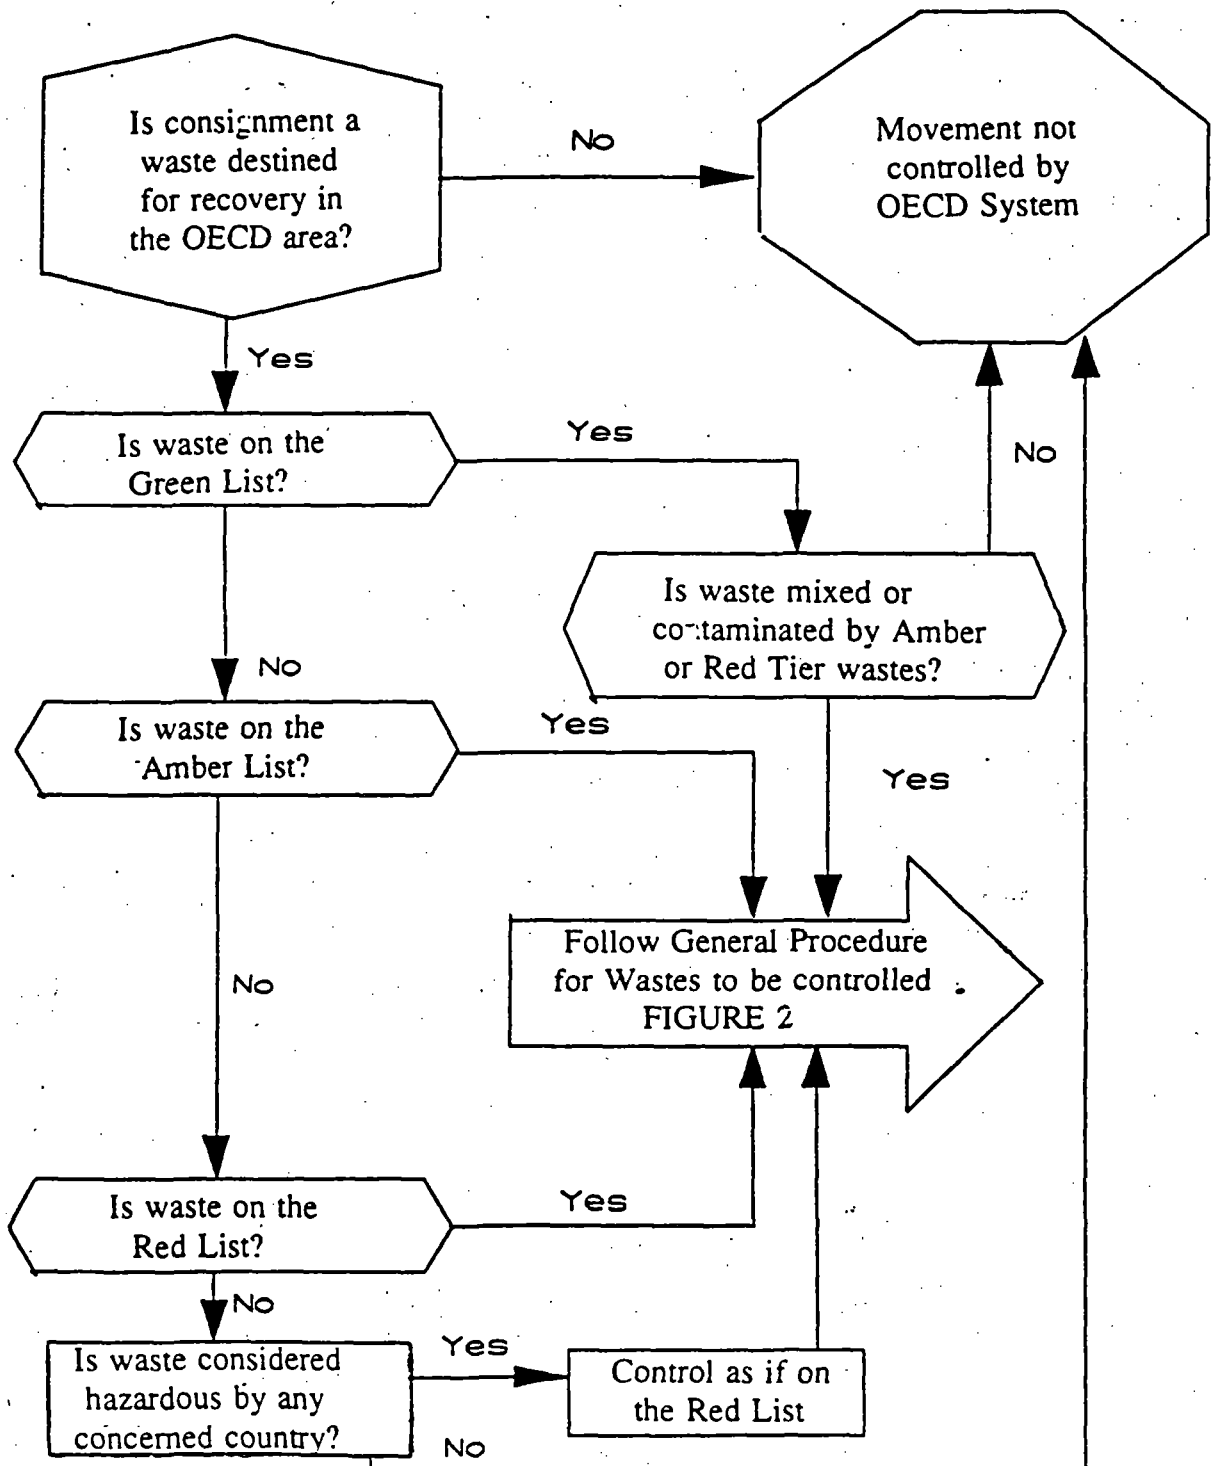 Is consignment a
waste destined
for recovery in
the OECD area?
No
Movement not
controlled by
OECD System
Yes
Is waste on the
Green List?
Yes
No
Is waste mixed or
contaminated by Amber
or Red Tier wastes?
No
Is waste on the
Amber List?
Yes
Yes
Follow General Procedure
for Wastes to be controlled
FIGURE 2
No
Is waste on the
Red List?
Yes
No
Is waste considered
hazardous by any
concerned country?
Yes
Control as if on
the Red List
No